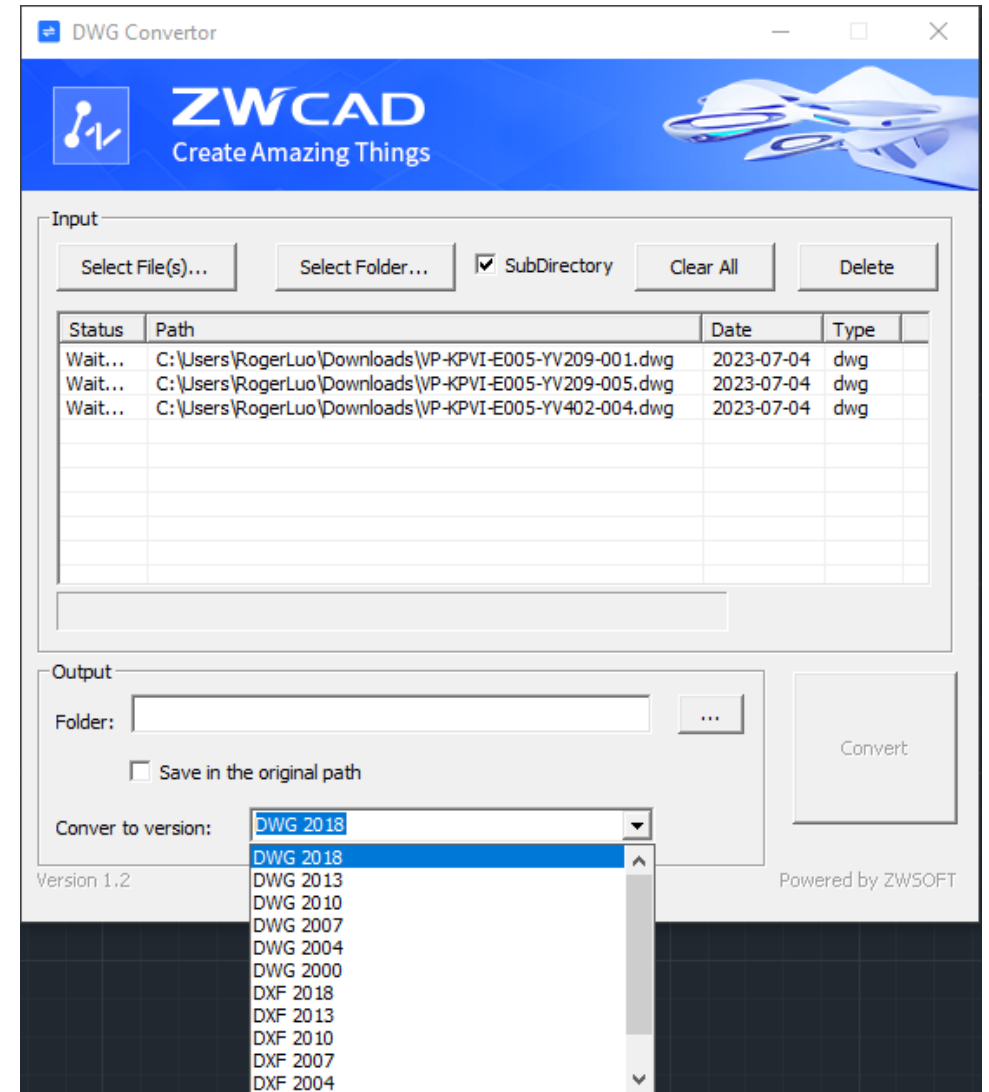 DWG Convertor
ZWCAD
Create Amazing Things
Input
Select File(s)... Select Folder... SubDirectory Clear All Delete
Status Path Date Type
Wait... C:\Users\RogerLuo\Downloads\VP-KPVI-E005-YV209-001.dwg 2023-07-04 dwg
Wait... C:\Users\RogerLuo\Downloads\VP-KPVI-E005-YV209-005.dwg 2023-07-04 dwg
Wait... C:\Users\RogerLuo\Downloads\VP-KPVI-E005-YV402-004.dwg 2023-07-04 dwg
Output
Folder: ...
Convert
Save in the original path
Conver to version: DWG 2018
DWG 2018
Version 1.2 Powered by ZWSOFT
DWG 2013
DWG 2010
DWG 2007
DWG 2004
DWG 2000
DXF 2018
DXF 2013
DXF 2010
DXF 2007
DXF 2004